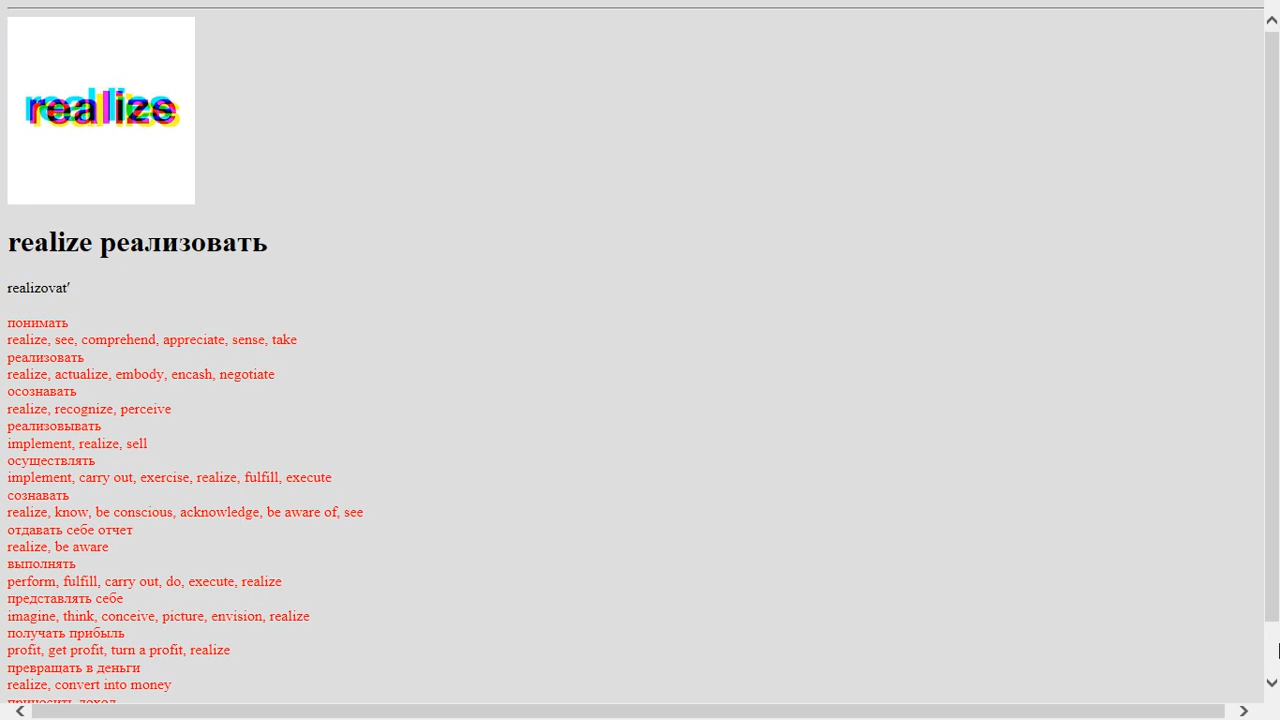 realize
realize реализовать
realizovatʹ
понимать
realize, see, comprehend, appreciate, sense, take
реализовать
realize, actualize, embody, encash, negotiate
осознавать
realize, recognize, perceive
реализовывать
implement, realize, sell
осуществлять
implement, carry out, exercise, realize, fulfill, execute
сознавать
realize, know, be conscious, acknowledge, be aware of, see
отдавать себе отчет
realize, be aware
выполнять
perform, fulfill, carry out, do, execute, realize
представлять себе
imagine, think, conceive, picture, envision, realize
получать прибыль
profit, get profit, turn a profit, realize
превращать в деньги
realize, convert into money
приносить доход